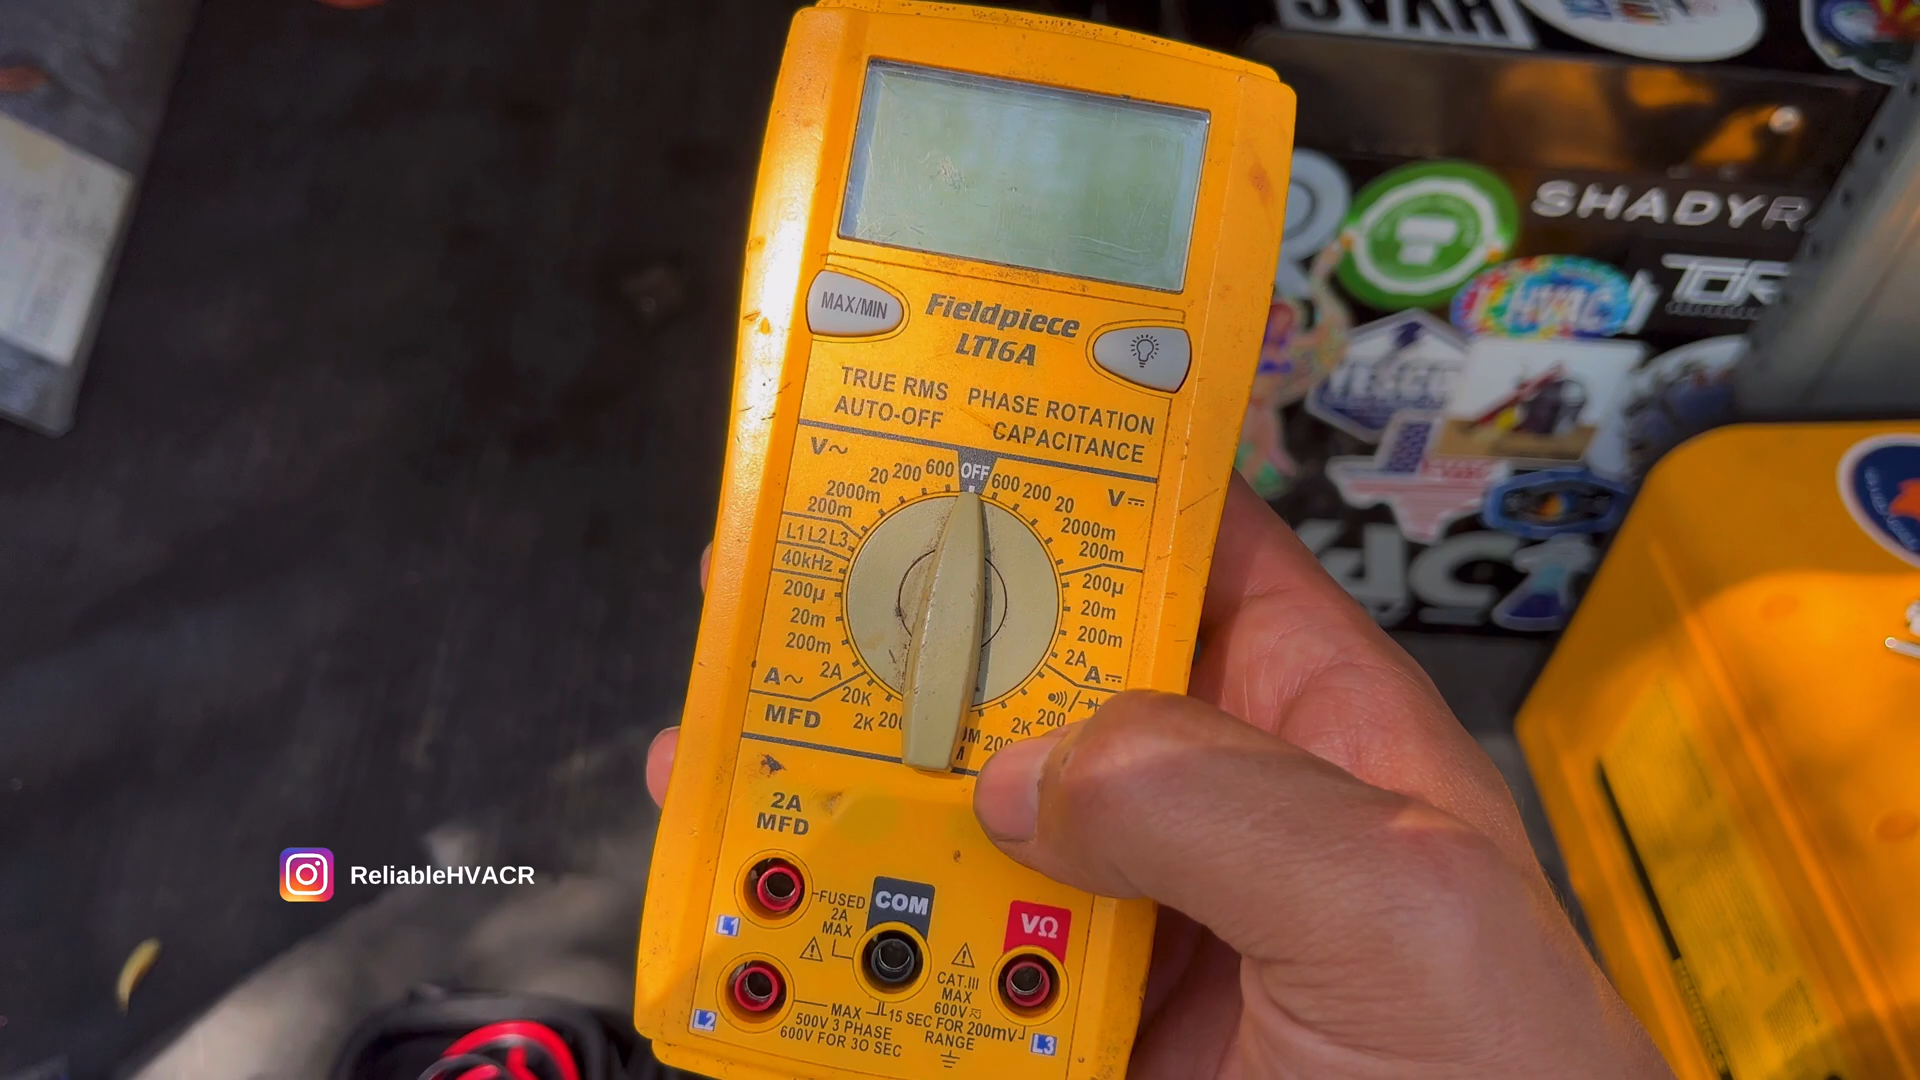 HVAC
SHADYR
HVAC
MAX/MIN
Fieldpiece
LT16A
TRUE RMS
AUTO-OFF
PHASE ROTATION
CAPACITANCE
V~
20 200 600 OFF 600 200 20
V⎓
2000m
200m
2000m
200m
L1 L2 L3
40kHz
200µ
20m
200m
2A
A~
200µ
20m
200m
2A
A⎓
MFD
20K
2K
2K
200
2A
MFD
FUSED
2A
MAX
COM
VΩ
L1
L2
L3
CAT.III
MAX
600V
MAX
500V 3 PHASE
600V FOR 30 SEC
15 SEC FOR 200mV
RANGE
ReliableHVACR